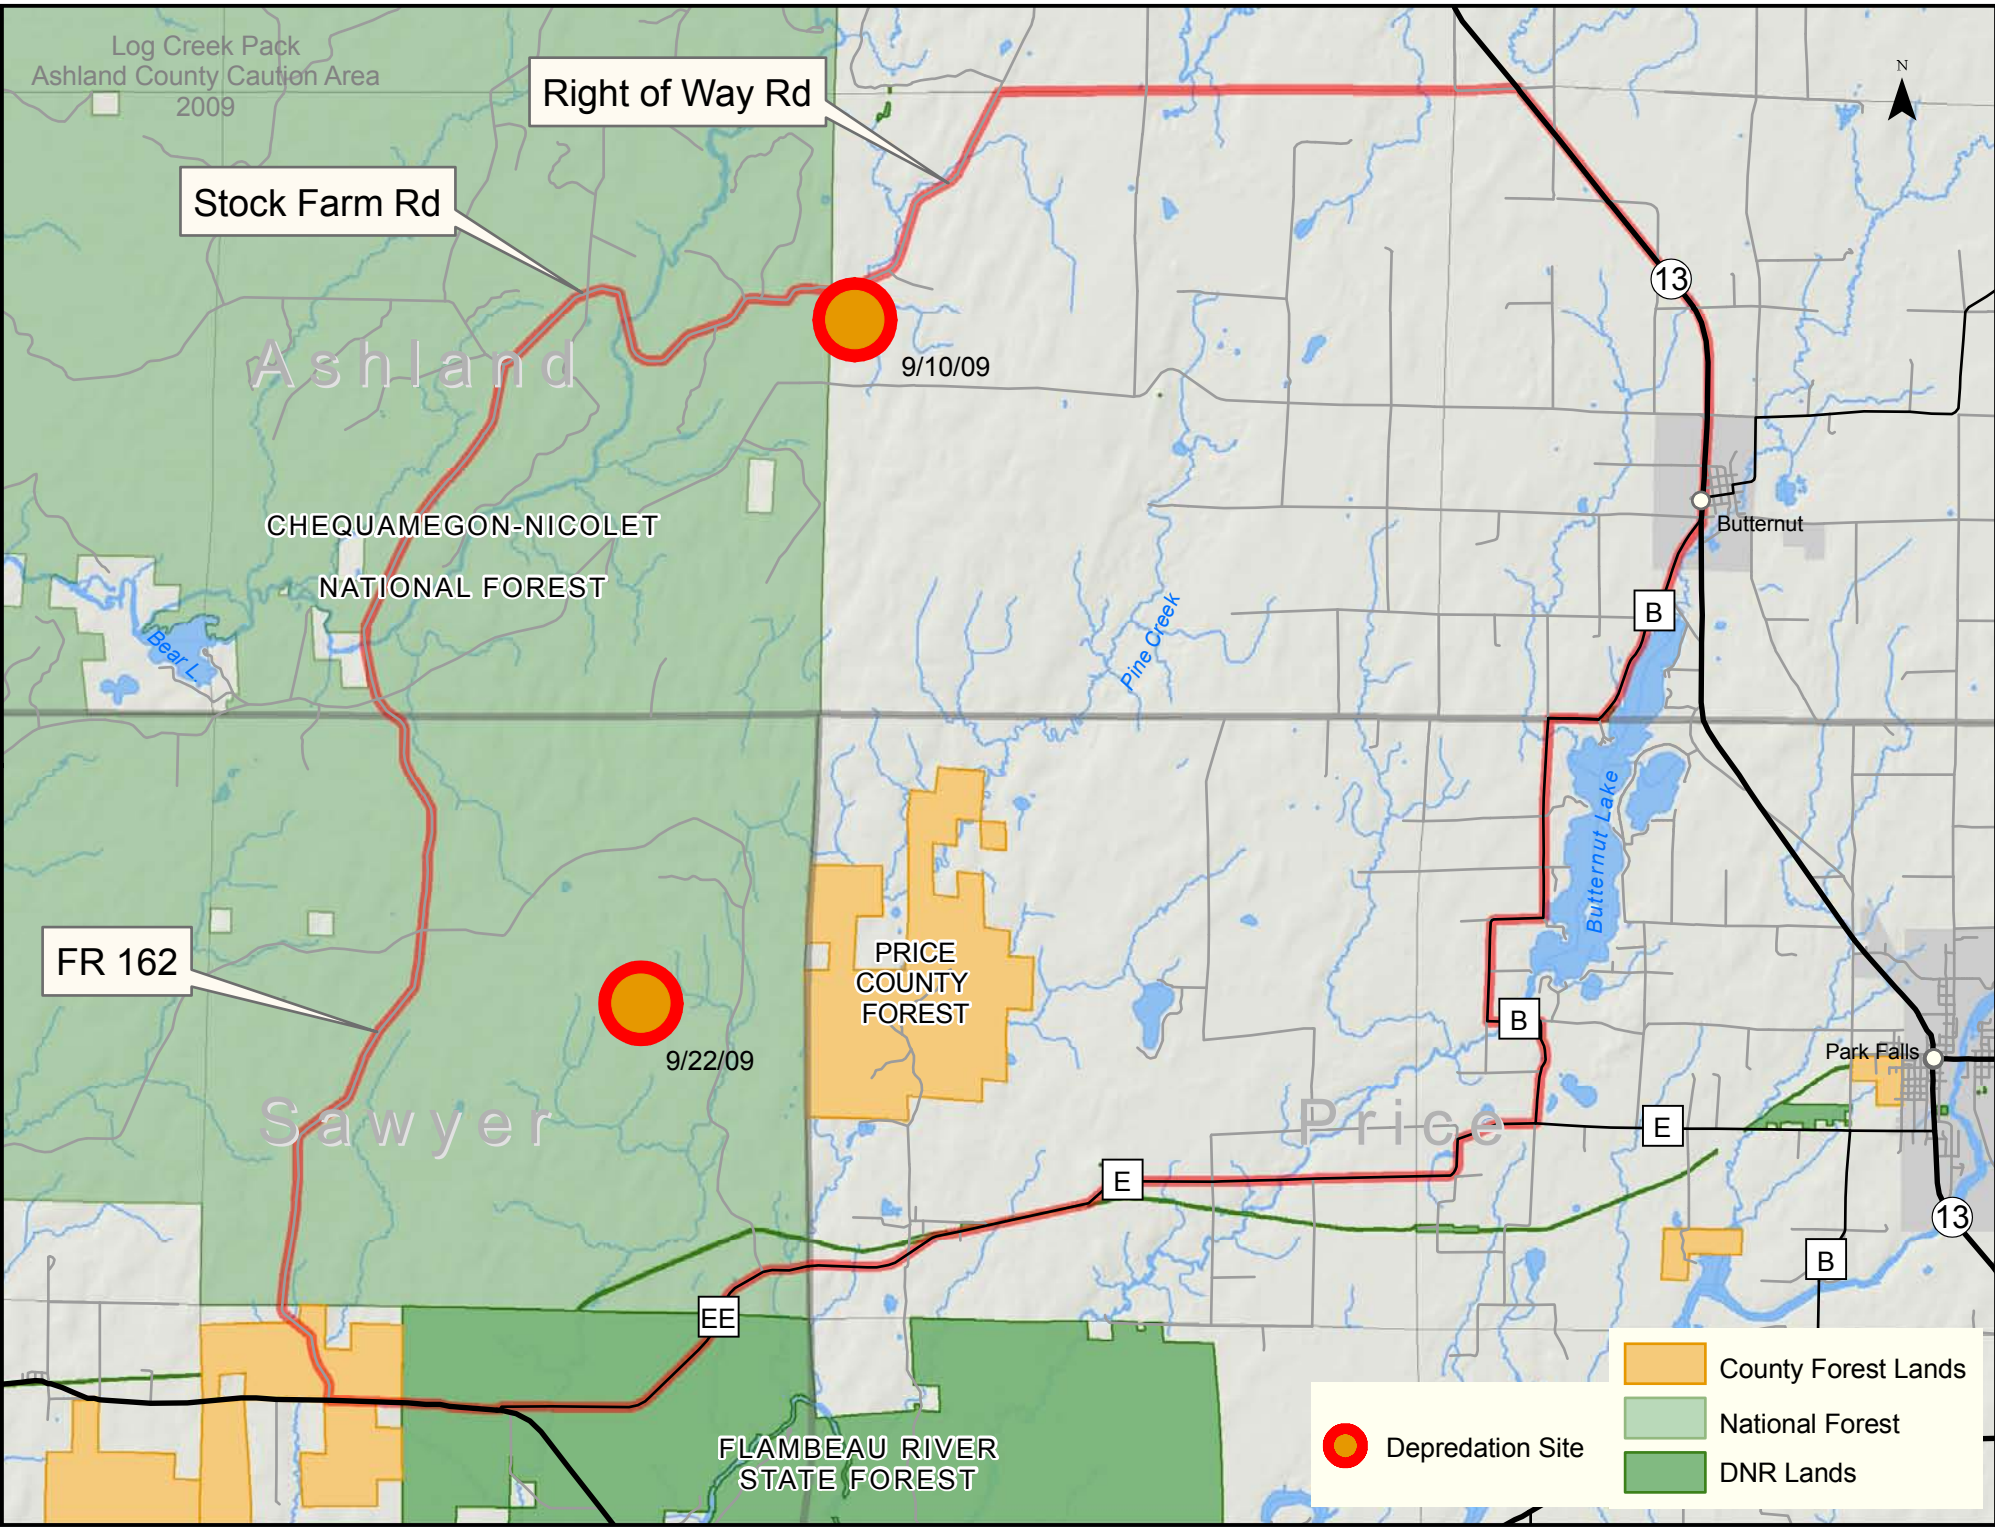 Log Creek Pack
Ashland County Caution Area
2009
Right of Way Rd
N
Stock Farm Rd
13
Ashland
9/10/09
CHEQUAMEGON-NICOLET
NATIONAL FOREST
Butternut
B
Bear L.
Pine Creek
Butternut Lake
FR 162
PRICE
COUNTY
FOREST
9/22/09
B
Park Falls
Sawyer
Price
E
E
13
B
EE
FLAMBEAU RIVER
STATE FOREST
Depredation Site
County Forest Lands
National Forest
DNR Lands